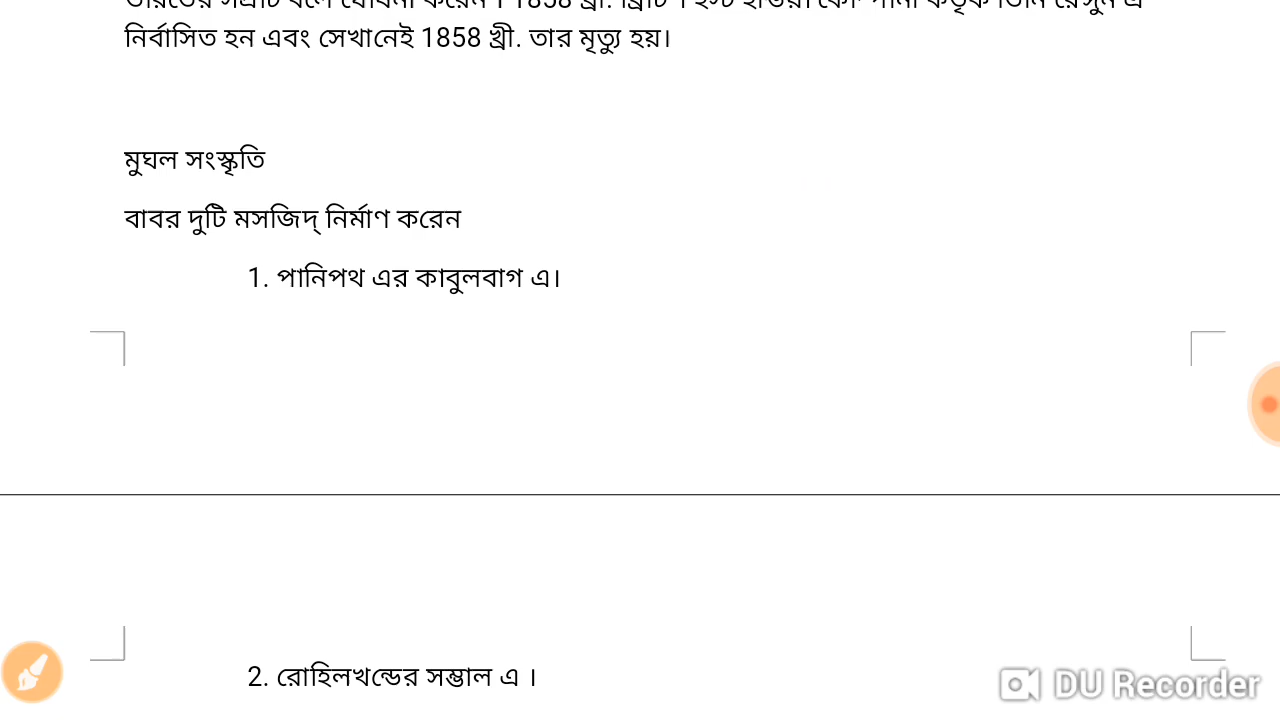 নির্বাসিত হন এবং সেখানেই 1858 খ্রী. তার মৃত্যু হয়।
মুঘল সংস্কৃতি
বাবর দুটি মসজিদ্ নির্মাণ করেন
1. পানিপথ এর কাবুলবাগ এ।
2. রোহিলখন্ডের সম্ভাল এ ।
DU Recorder